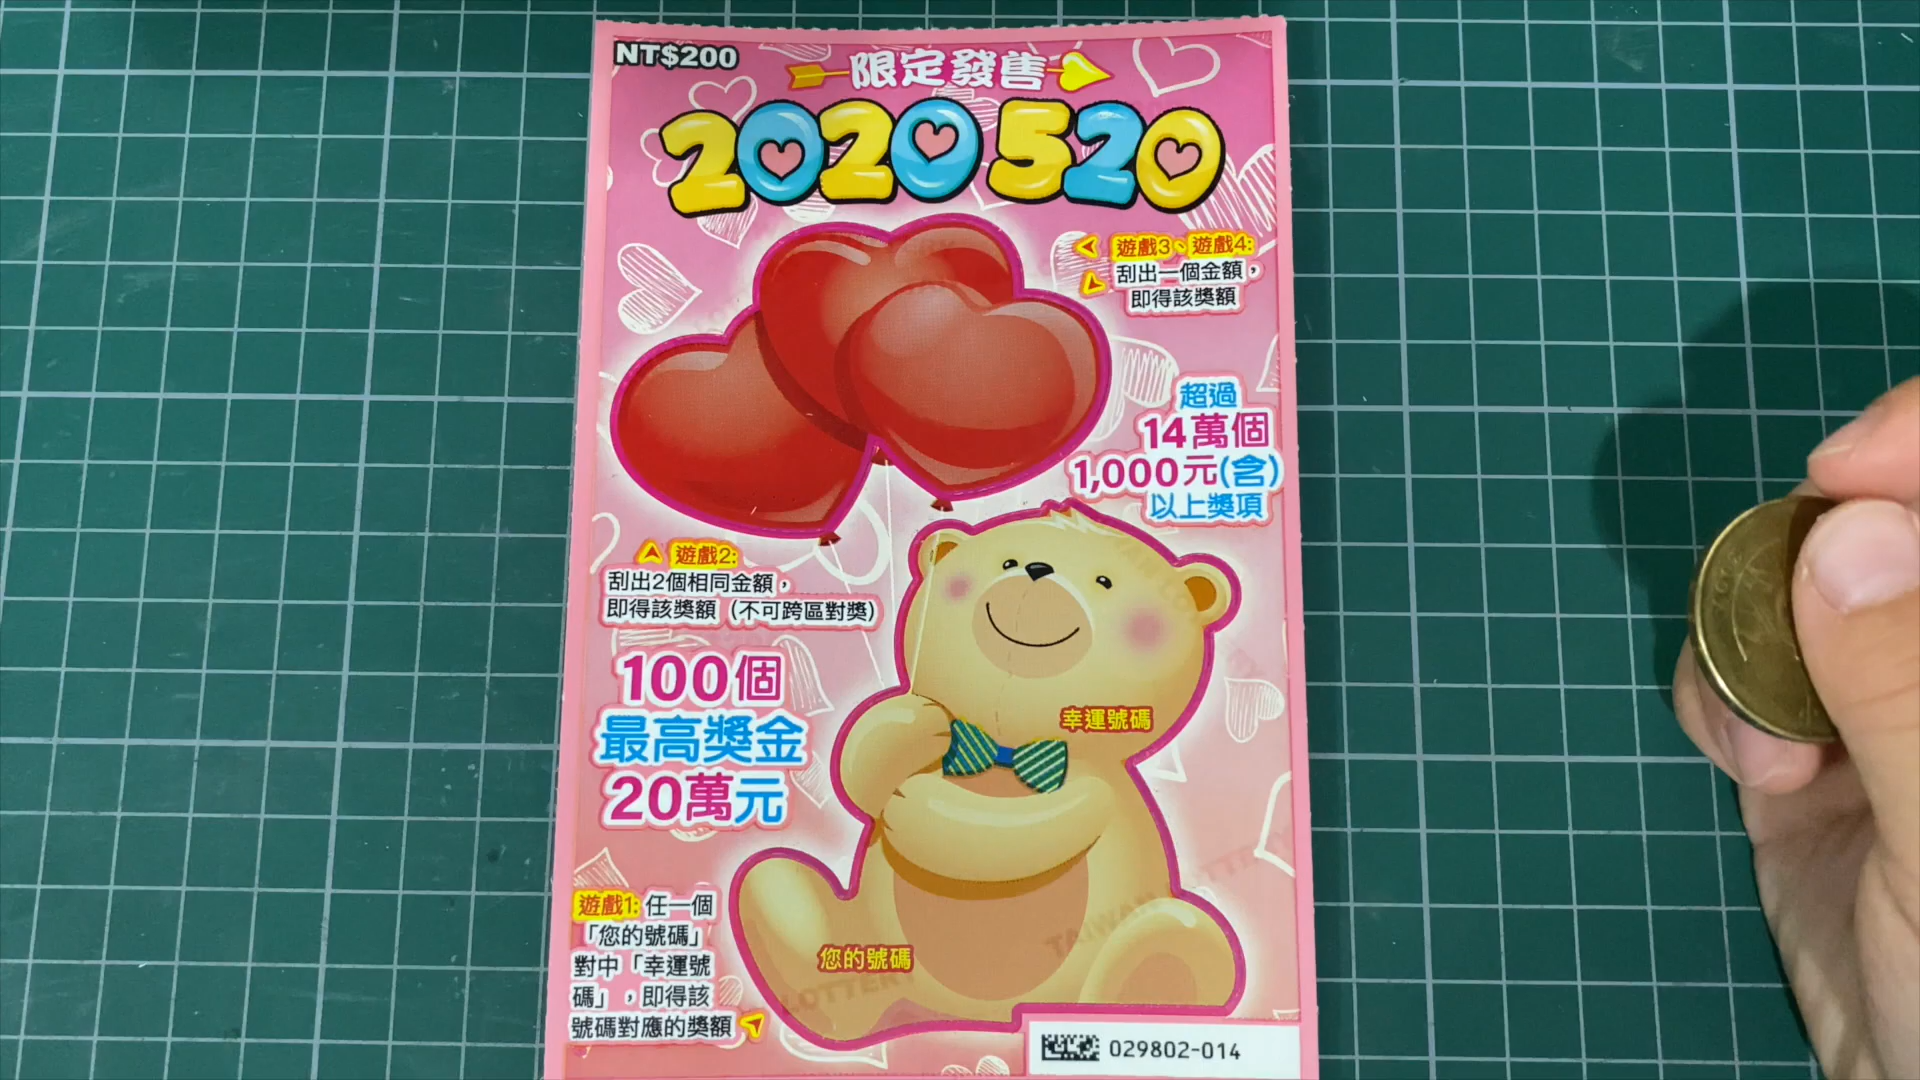 NT$200
限定發售
2020 520
遊戲3、遊戲4:
刮出一個金額，
即得該獎額
超過
14萬個
1,000元(含)
以上獎項
遊戲2:
刮出2個相同金額，
即得該獎額（不可跨區對獎）
100個
最高獎金
20萬元
幸運號碼
遊戲1: 任一個
「您的號碼」
對中「幸運號
碼」，即得該
號碼對應的獎額
您的號碼
TAIWAN LOTTERY
LOTTERY
029802-014